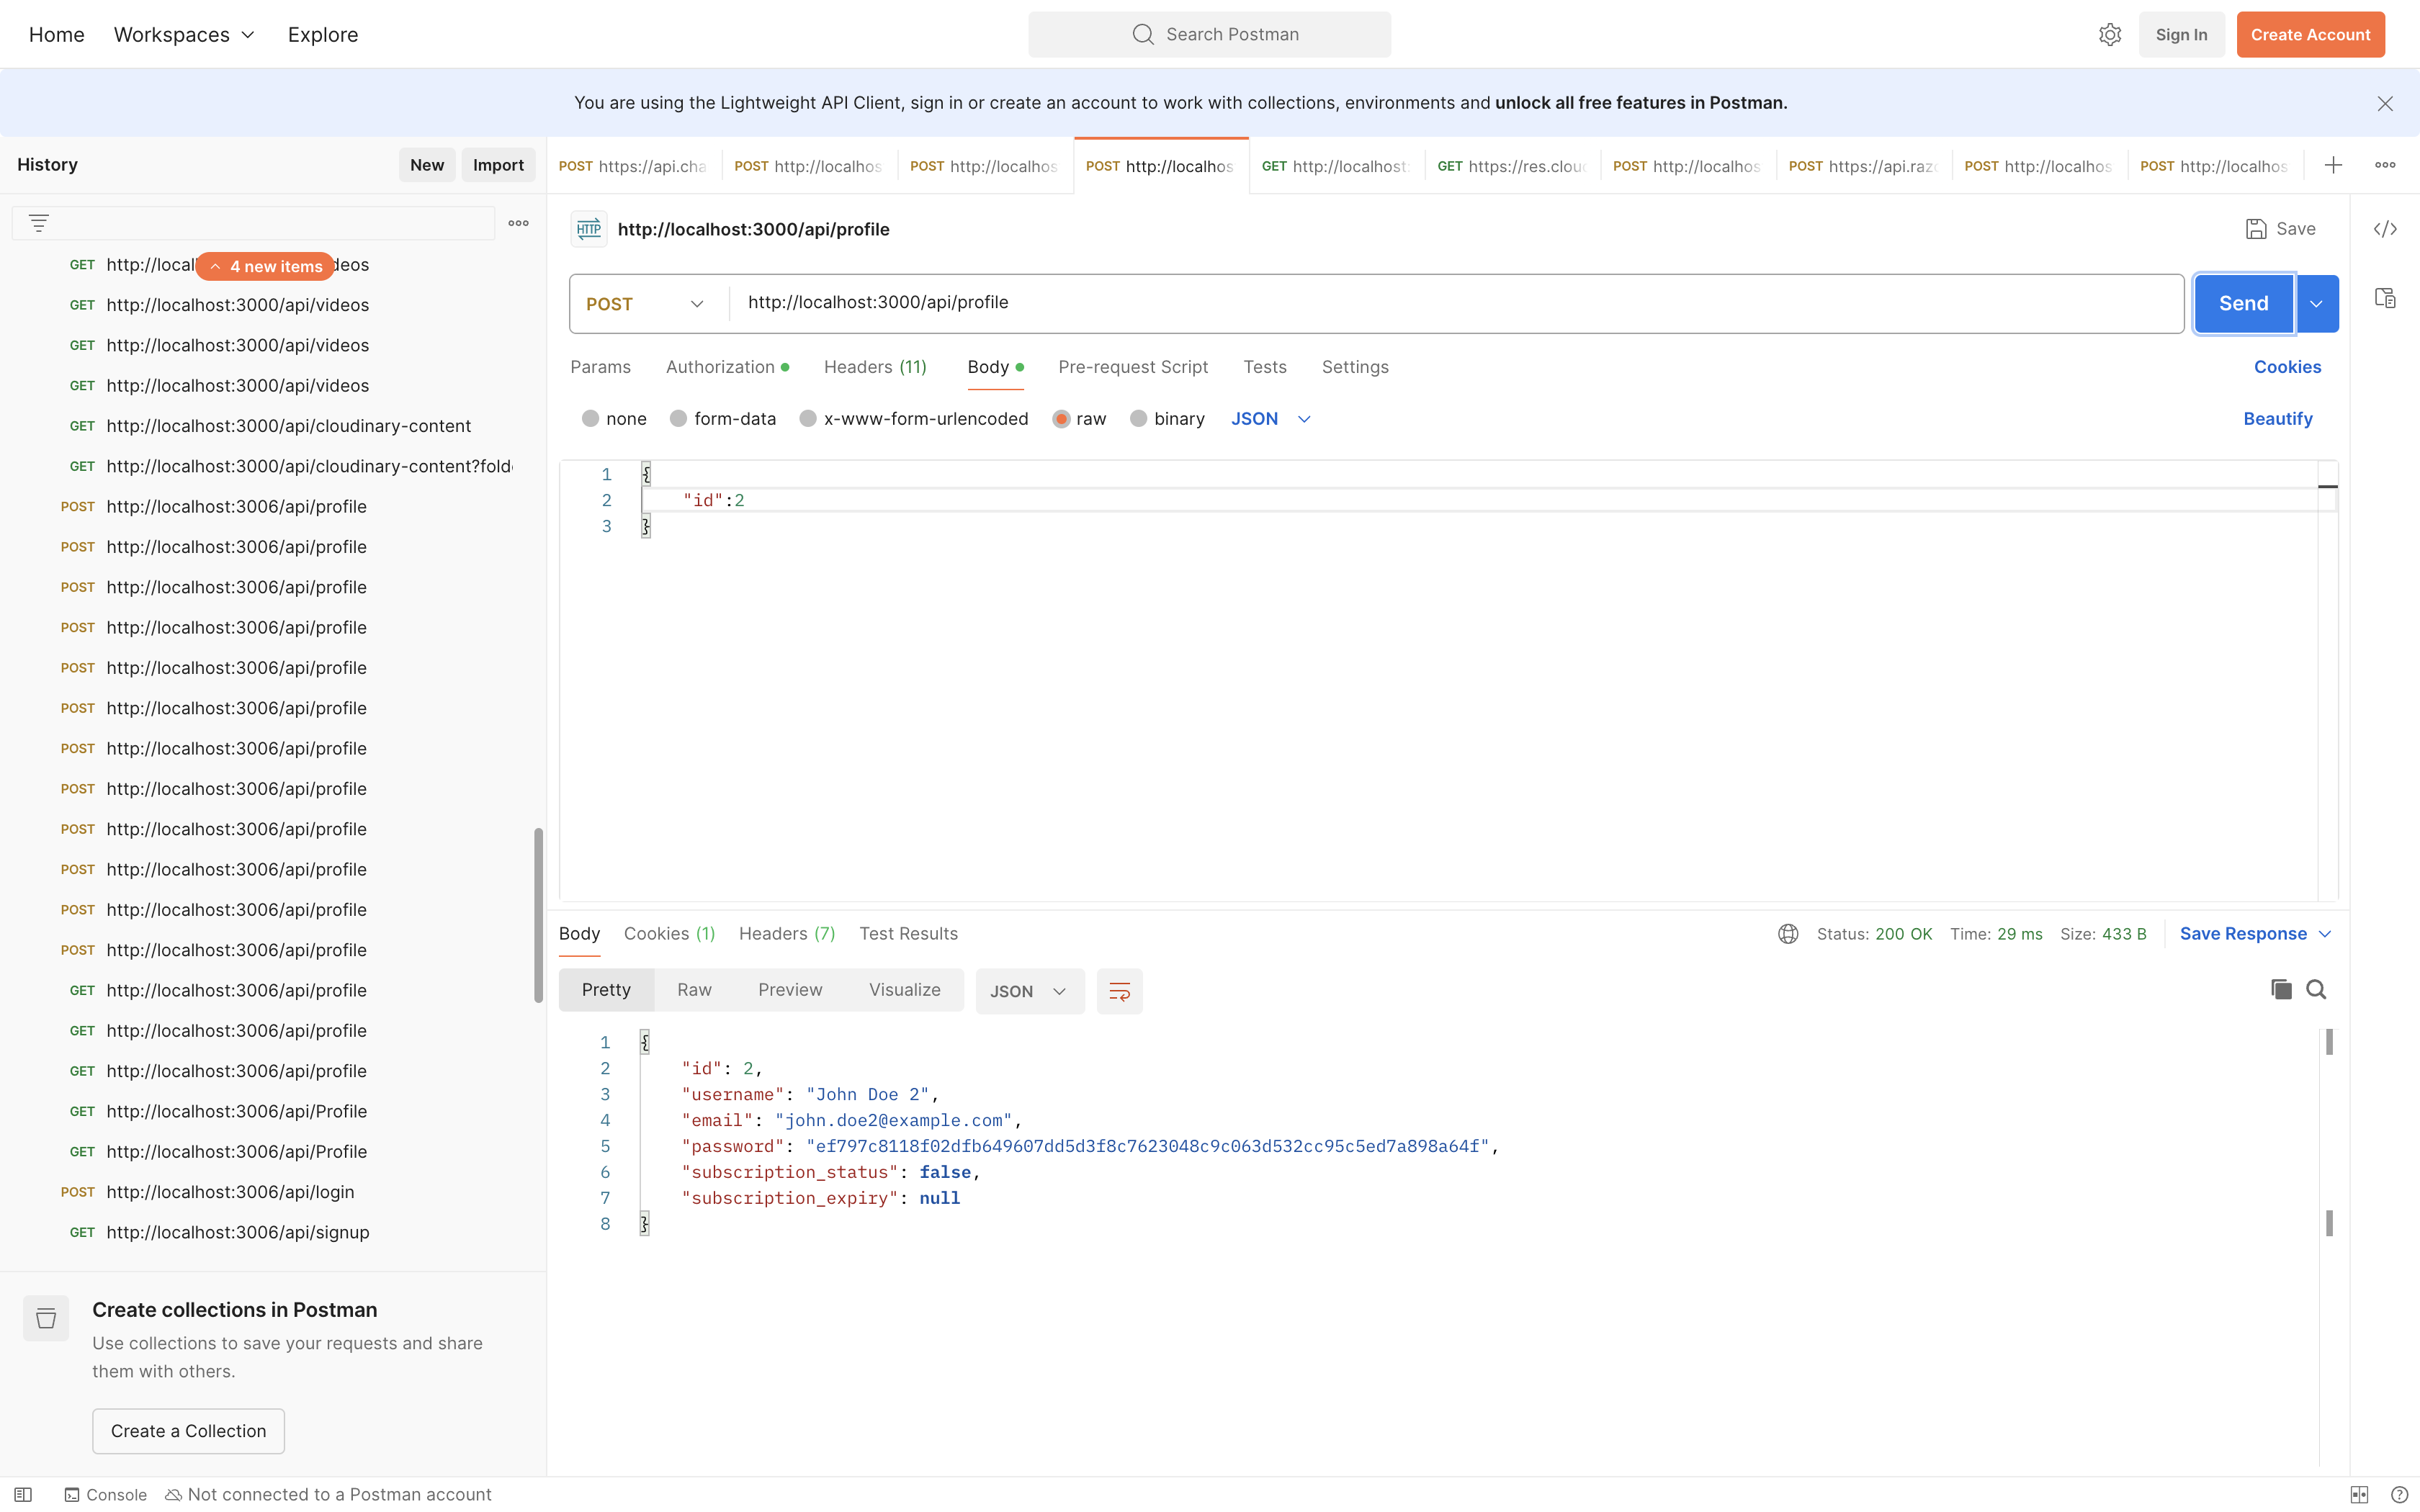 Home Workspaces Explore Search Postman Sign In Create Account
You are using the Lightweight API Client, sign in or create an account to work with collections, environments and unlock all free features in Postman.
History New Import
POST https://api.cha POST http://localhos POST http://localhos POST http://localhos GET http://localhost: GET https://res.clou POST http://localhos POST https://api.raz POST http://localhos POST http://localhos
HTTP http://localhost:3000/api/profile Save </>
4 new items
GET http://local deos
GET http://localhost:3000/api/videos
GET http://localhost:3000/api/videos
GET http://localhost:3000/api/videos
GET http://localhost:3000/api/cloudinary-content
GET http://localhost:3000/api/cloudinary-content?fold
POST http://localhost:3006/api/profile
POST http://localhost:3006/api/profile
POST http://localhost:3006/api/profile
POST http://localhost:3006/api/profile
POST http://localhost:3006/api/profile
POST http://localhost:3006/api/profile
POST http://localhost:3006/api/profile
POST http://localhost:3006/api/profile
POST http://localhost:3006/api/profile
POST http://localhost:3006/api/profile
POST http://localhost:3006/api/profile
POST http://localhost:3006/api/profile
GET http://localhost:3006/api/profile
GET http://localhost:3006/api/profile
GET http://localhost:3006/api/profile
GET http://localhost:3006/api/Profile
GET http://localhost:3006/api/Profile
POST http://localhost:3006/api/login
GET http://localhost:3006/api/signup
Create collections in Postman
Use collections to save your requests and share
them with others.
Create a Collection
POST http://localhost:3000/api/profile Send
Params Authorization Headers (11) Body Pre-request Script Tests Settings Cookies
none form-data x-www-form-urlencoded raw binary JSON Beautify
1 {
2 "id":2
3 }
Body Cookies (1) Headers (7) Test Results Status: 200 OK Time: 29 ms Size: 433 B Save Response
Pretty Raw Preview Visualize JSON
1 {
2 "id": 2,
3 "username": "John Doe 2",
4 "email": "john.doe2@example.com",
5 "password": "ef797c8118f02dfb649607dd5d3f8c7623048c9c063d532cc95c5ed7a898a64f",
6 "subscription_status": false,
7 "subscription_expiry": null
8 }
Console Not connected to a Postman account